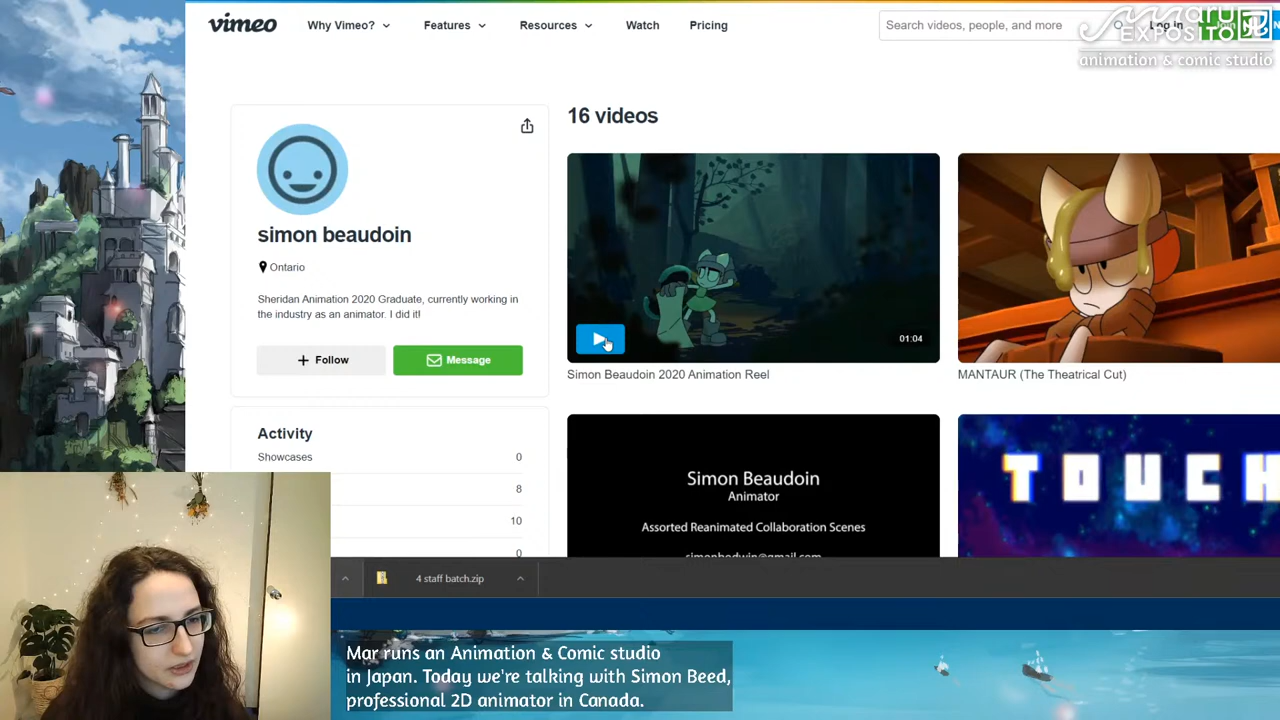 vimeo
Why Vimeo?
Features
Resources
Watch
Pricing
Search videos, people, and more
Log in
maru
EXPOSITO
animation & comic studio
16 videos
simon beaudoin
Ontario
Sheridan Animation 2020 Graduate, currently working in
the industry as an animator. I did it!
+ Follow
Message
01:04
Simon Beaudoin 2020 Animation Reel
MANTAUR (The Theatrical Cut)
Activity
Showcases 0
8
10
0
Simon Beaudoin
Animator
Assorted Reanimated Collaboration Scenes
TOUCH
4 staff batch.zip
Mar runs an Animation & Comic studio
in Japan. Today we're talking with Simon Beed,
professional 2D animator in Canada.